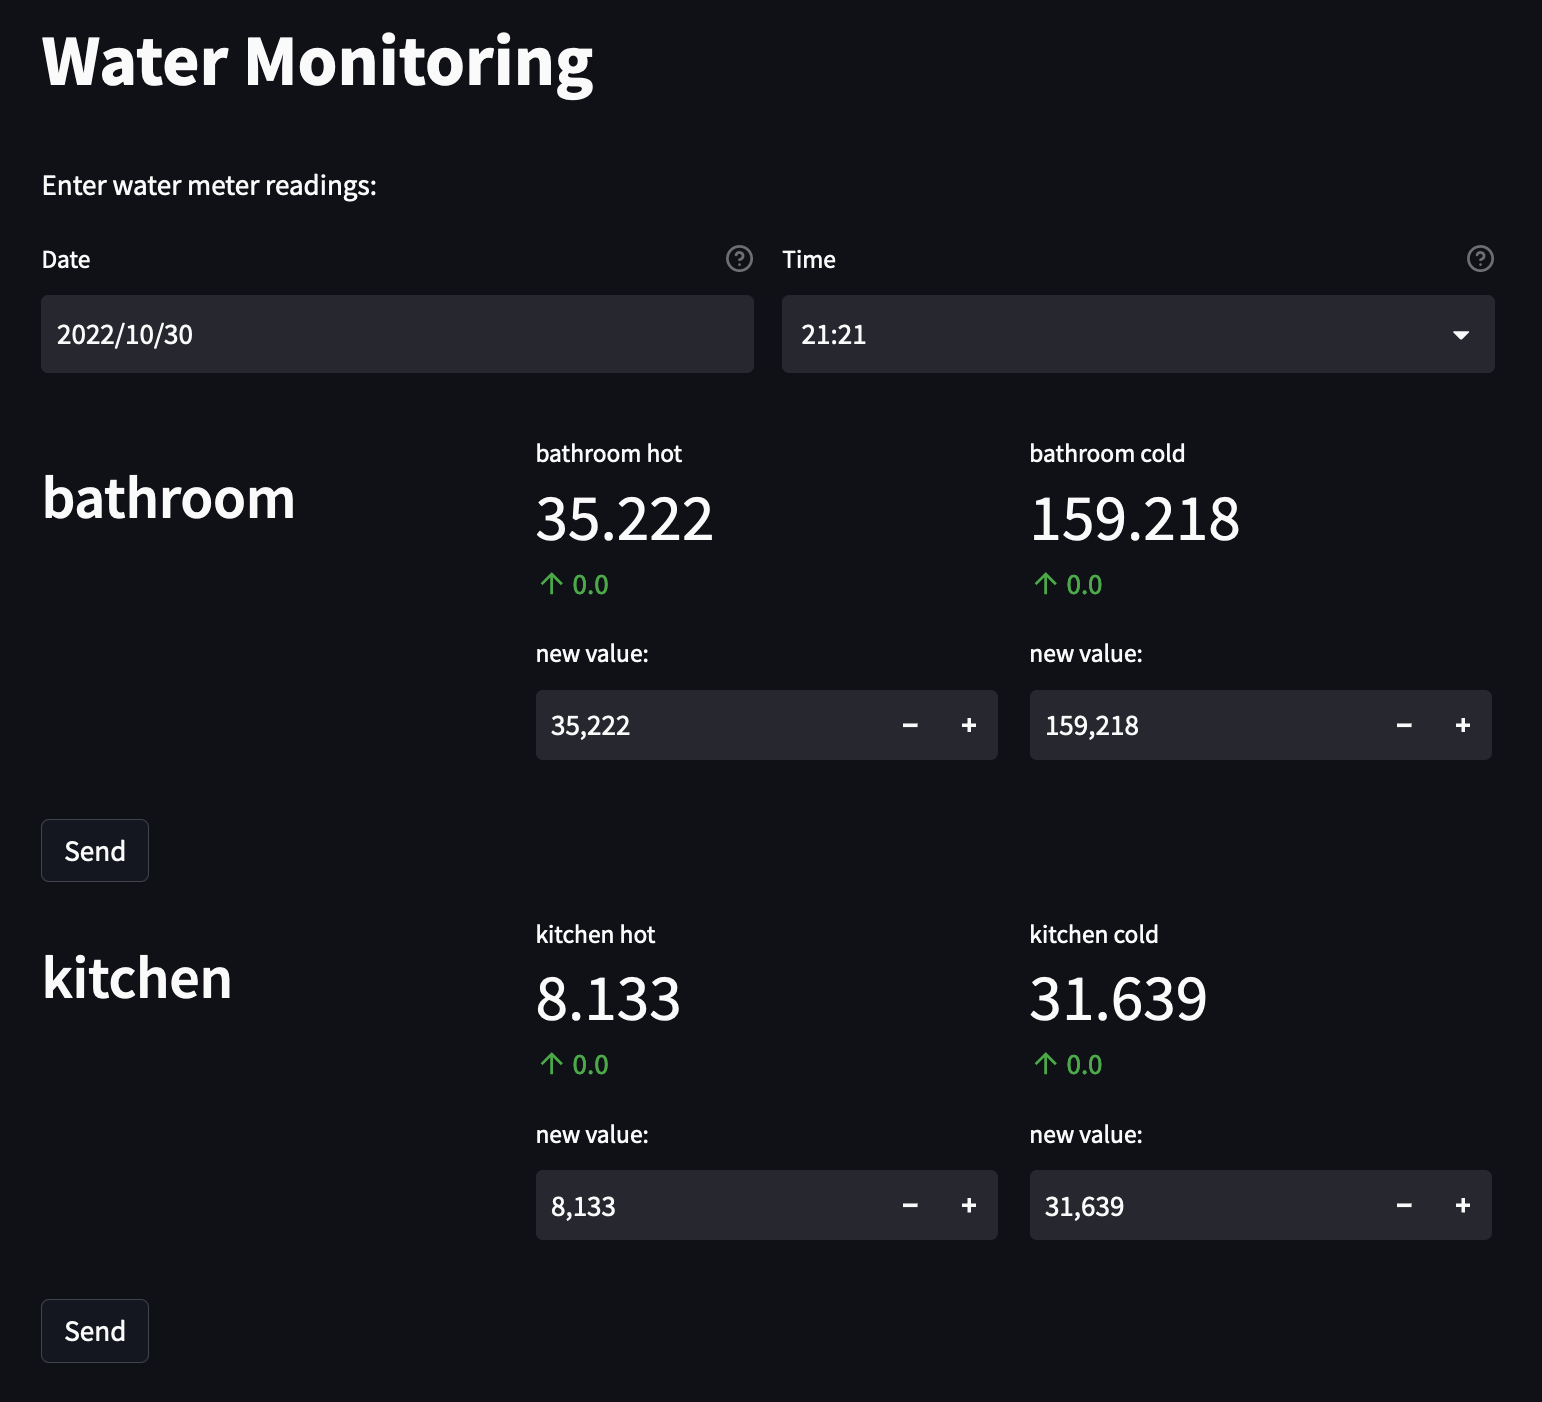 Water Monitoring
Enter water meter readings:
Date
Time
2022/10/30
21:21
bathroom
bathroom hot
35.222
↑ 0.0
new value:
35,222 − +
bathroom cold
159.218
↑ 0.0
new value:
159,218 − +
Send
kitchen
kitchen hot
8.133
↑ 0.0
new value:
8,133 − +
kitchen cold
31.639
↑ 0.0
new value:
31,639 − +
Send